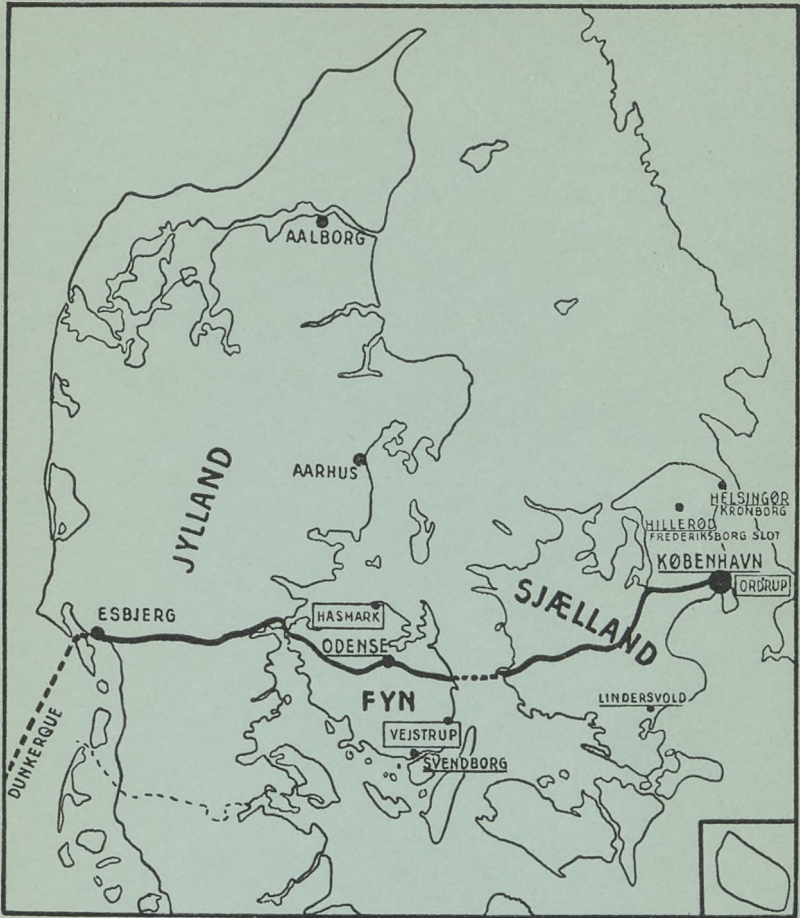 AALBORG
JYLLAND
AARHUS
HELSINGØR
KRONBORG
HILLERØD
FREDERIKSBORG SLOT
KØBENHAVN
ORDRUP
SJÆLLAND
ESBJERG
HASMARK
ODENSE
FYN
LINDERSVOLD
VEJSTRUP
SVENDBORG
DUNKERQUE